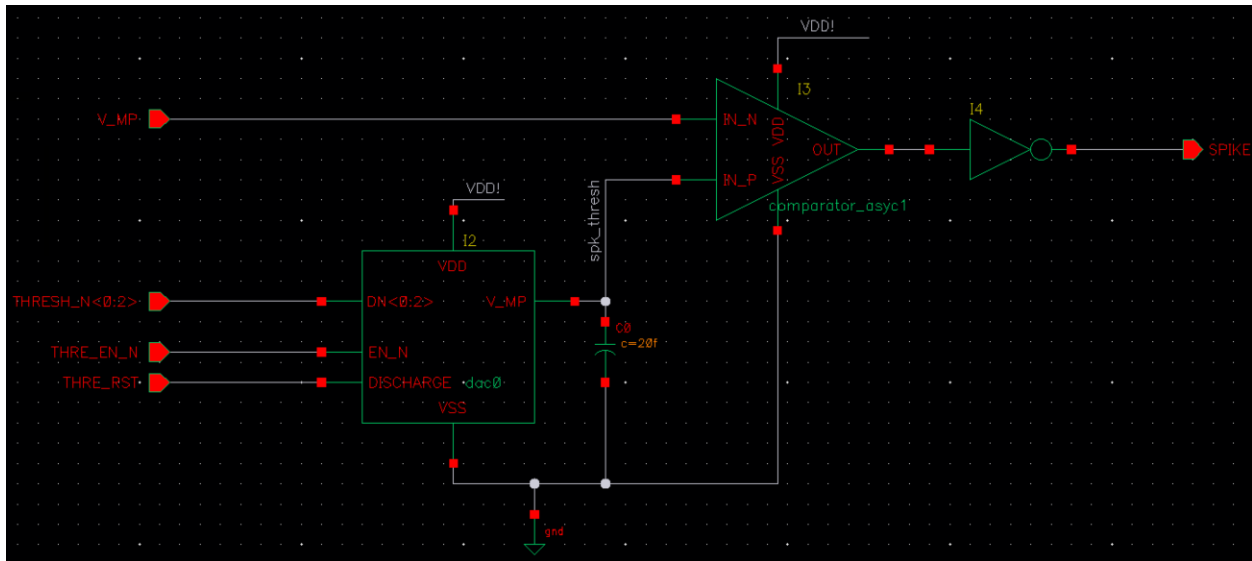 VDD!
I3
V_MP
IN_N
VDD
I4
OUT
SPIKE
IN_P
VSS
comparator_asyc1
VDD!
spk_thresh
I2
VDD
THRESH_N<0:2>
DN<0:2>
V_MP
C0
c=20f
THRE_EN_N
EN_N
THRE_RST
DISCHARGE
dac0
VSS
gnd